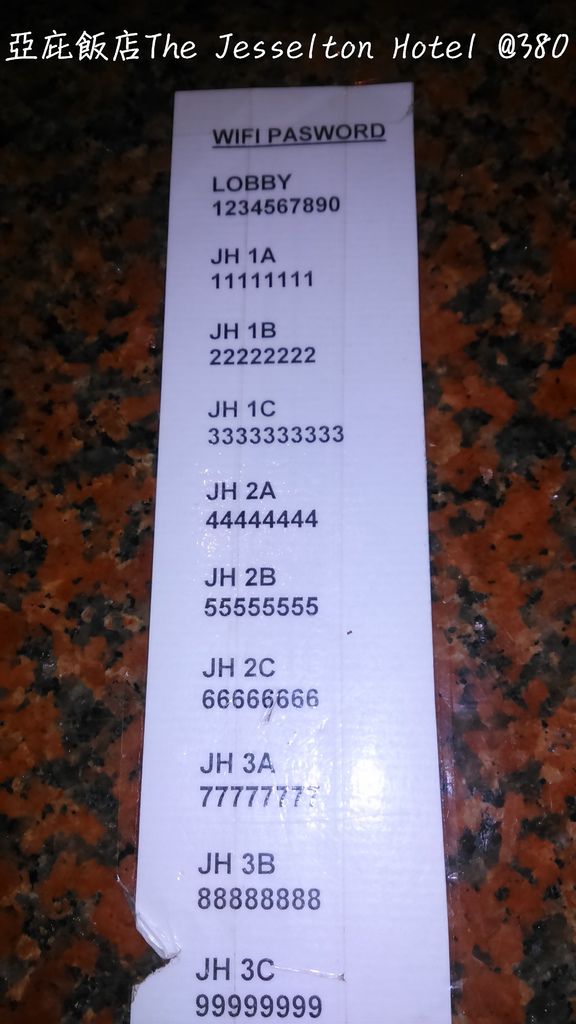 亞庇飯店The Jesselton Hotel @380
WIFI PASWORD
LOBBY
1234567890
JH 1A
11111111
JH 1B
22222222
JH 1C
3333333333
JH 2A
44444444
JH 2B
55555555
JH 2C
66666666
JH 3A
77777777
JH 3B
88888888
JH 3C
99999999